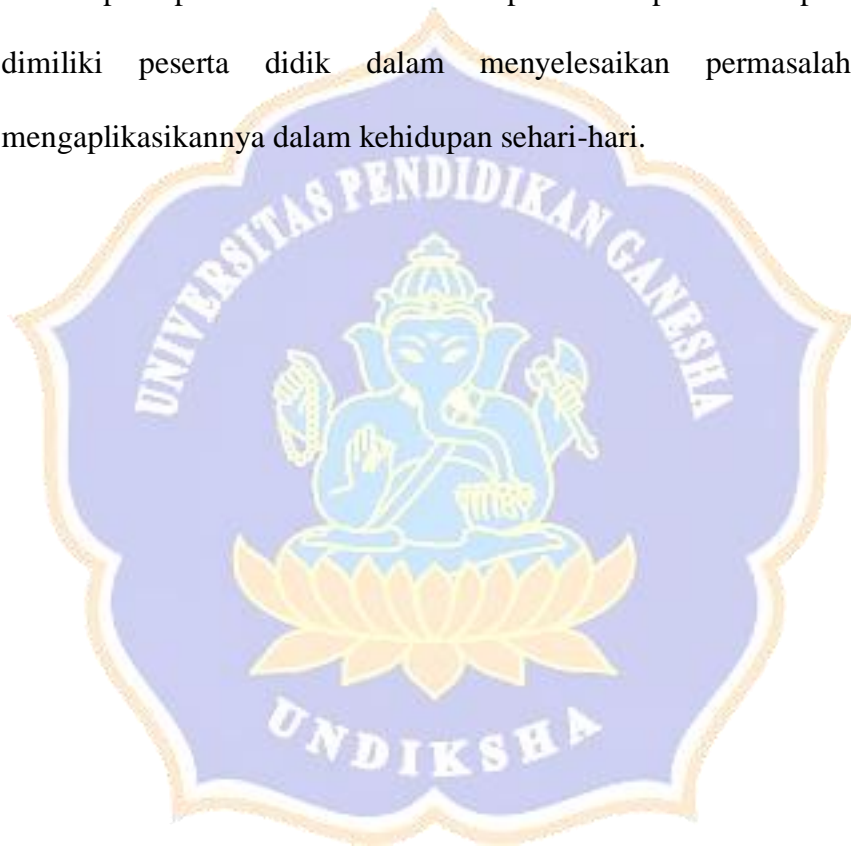 dimiliki peserta didik dalam menyelesaikan permasalah
mengaplikasikannya dalam kehidupan sehari-hari.
UNIVERSITAS PENDIDIKAN GANESHA
UNDIKSHA